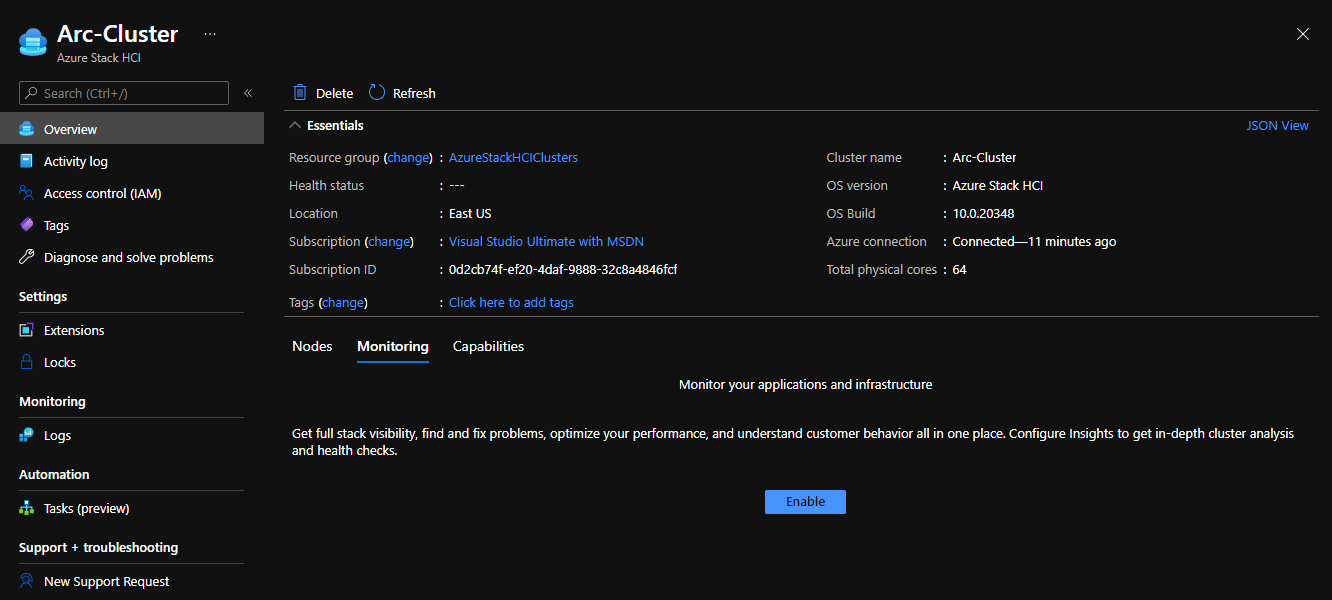 Arc-Cluster ...
Azure Stack HCI
Search (Ctrl+/)
«
Overview
Activity log
Access control (IAM)
Tags
Diagnose and solve problems
Settings
Extensions
Locks
Monitoring
Logs
Automation
Tasks (preview)
Support + troubleshooting
New Support Request
Delete Refresh
Essentials JSON View
Resource group (change) : AzureStackHCIClusters
Health status : ---
Location : East US
Subscription (change) : Visual Studio Ultimate with MSDN
Subscription ID : 0d2cb74f-ef20-4daf-9888-32c8a4846fcf
Tags (change) : Click here to add tags
Cluster name : Arc-Cluster
OS version : Azure Stack HCI
OS Build : 10.0.20348
Azure connection : Connected—11 minutes ago
Total physical cores : 64
Nodes Monitoring Capabilities
Monitor your applications and infrastructure
Get full stack visibility, find and fix problems, optimize your performance, and understand customer behavior all in one place. Configure Insights to get in-depth cluster analysis
and health checks.
Enable